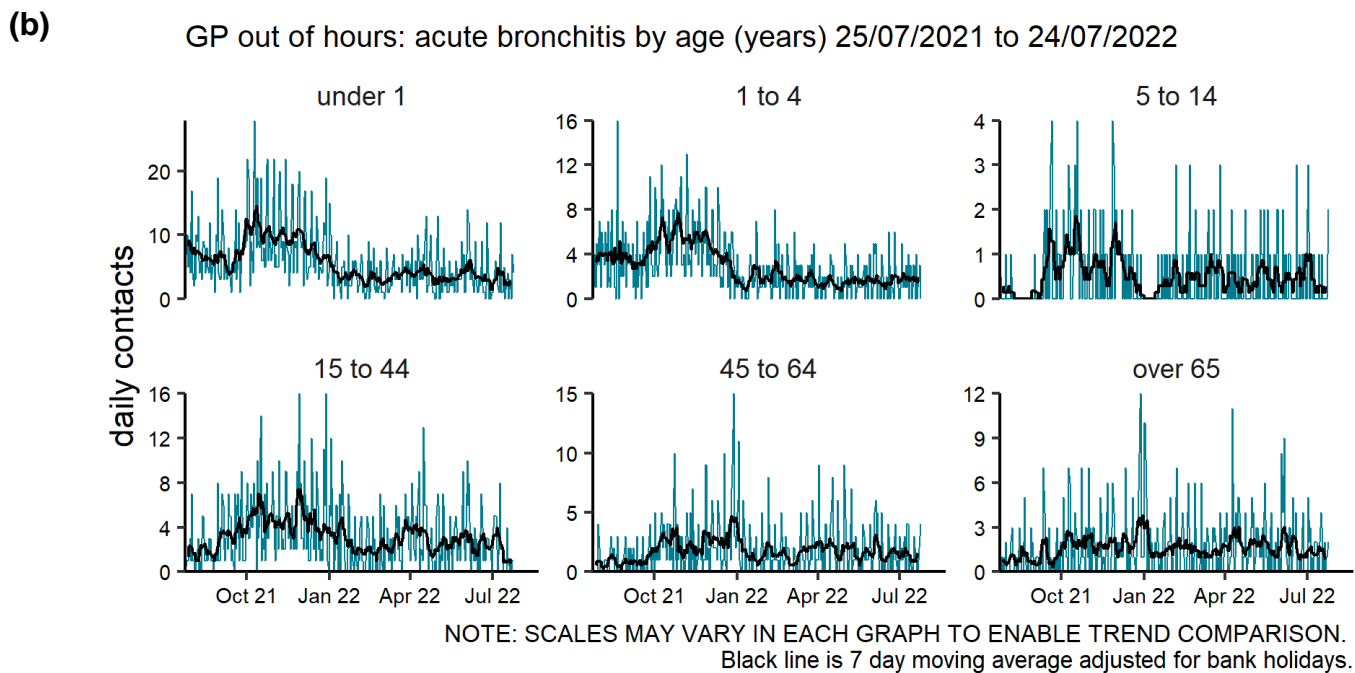 (b)
GP out of hours: acute bronchitis by age (years) 25/07/2021 to 24/07/2022
under 1
1 to 4
5 to 14
20
10
0
16
12
8
4
0
4
3
2
1
0
daily contacts
15 to 44
45 to 64
over 65
16
12
8
4
0
15
10
5
0
12
9
6
3
0
Oct 21 Jan 22 Apr 22 Jul 22
Oct 21 Jan 22 Apr 22 Jul 22
Oct 21 Jan 22 Apr 22 Jul 22
NOTE: SCALES MAY VARY IN EACH GRAPH TO ENABLE TREND COMPARISON.
Black line is 7 day moving average adjusted for bank holidays.